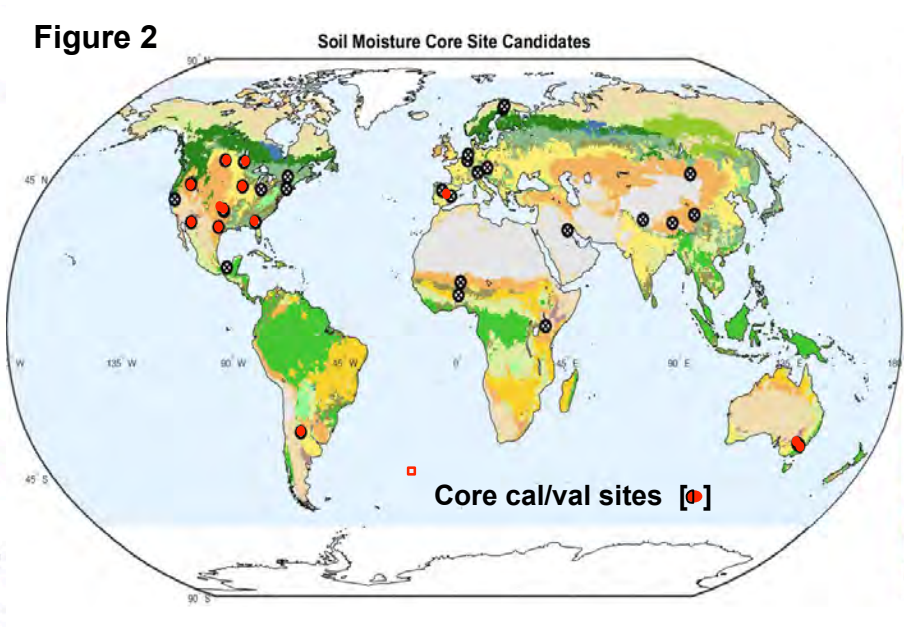 Figure 2
Soil Moisture Core Site Candidates
90° N
45 N
W 135 W 90 W 45 W 0° 45 E 90 E 180
45 S
Core cal/val sites []
90 S